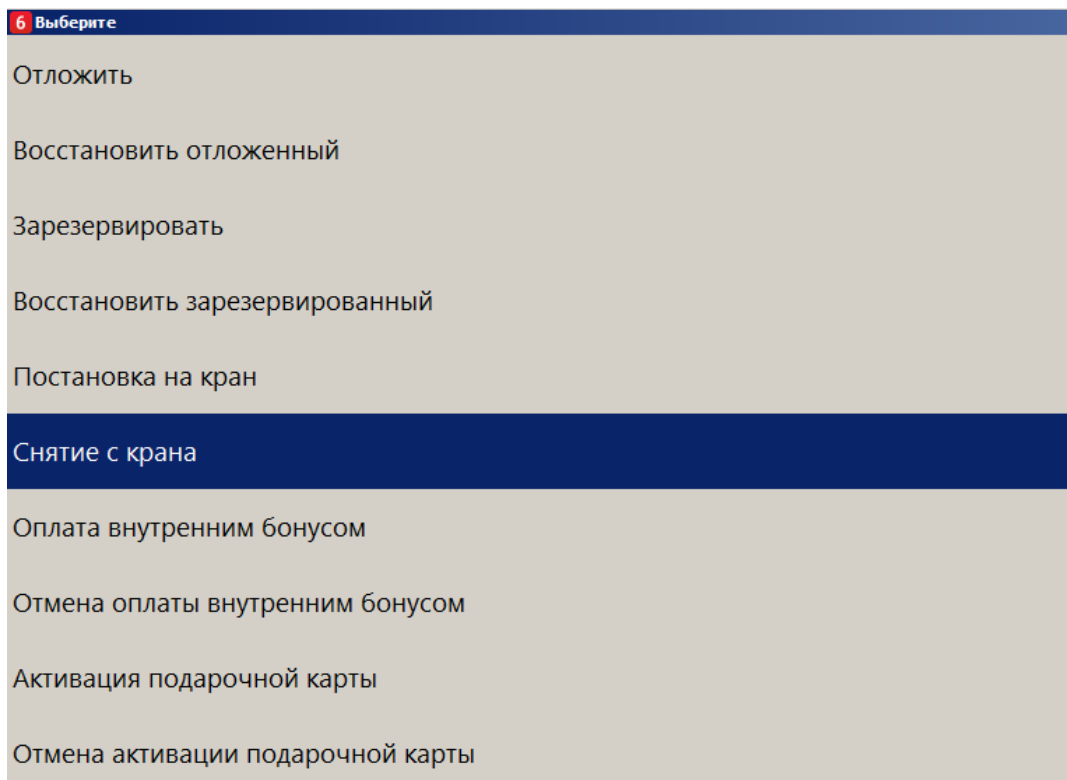 6 Выберите
Отложить
Восстановить отложенный
Зарезервировать
Восстановить зарезервированный
Постановка на кран
Снятие с крана
Оплата внутренним бонусом
Отмена оплаты внутренним бонусом
Активация подарочной карты
Отмена активации подарочной карты